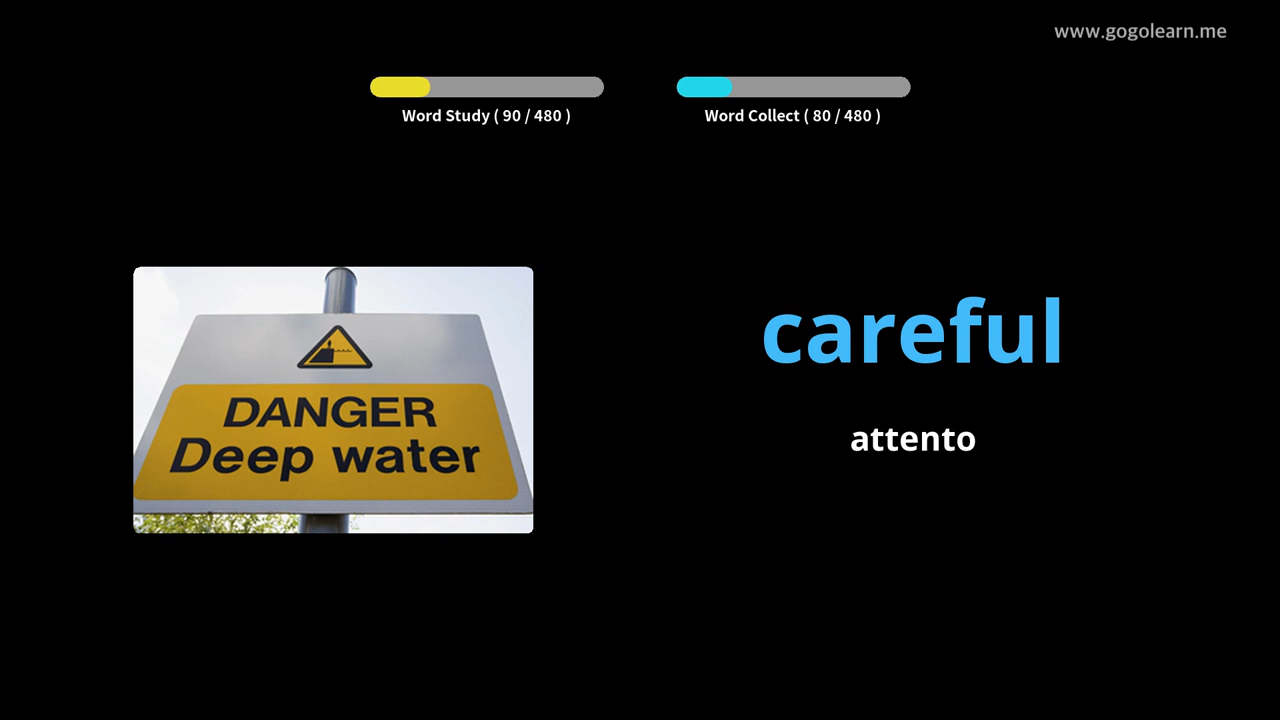 www.gogolearn.me
Word Study ( 90 / 480 )
Word Collect ( 80 / 480 )
DANGER
Deep water
careful
attento